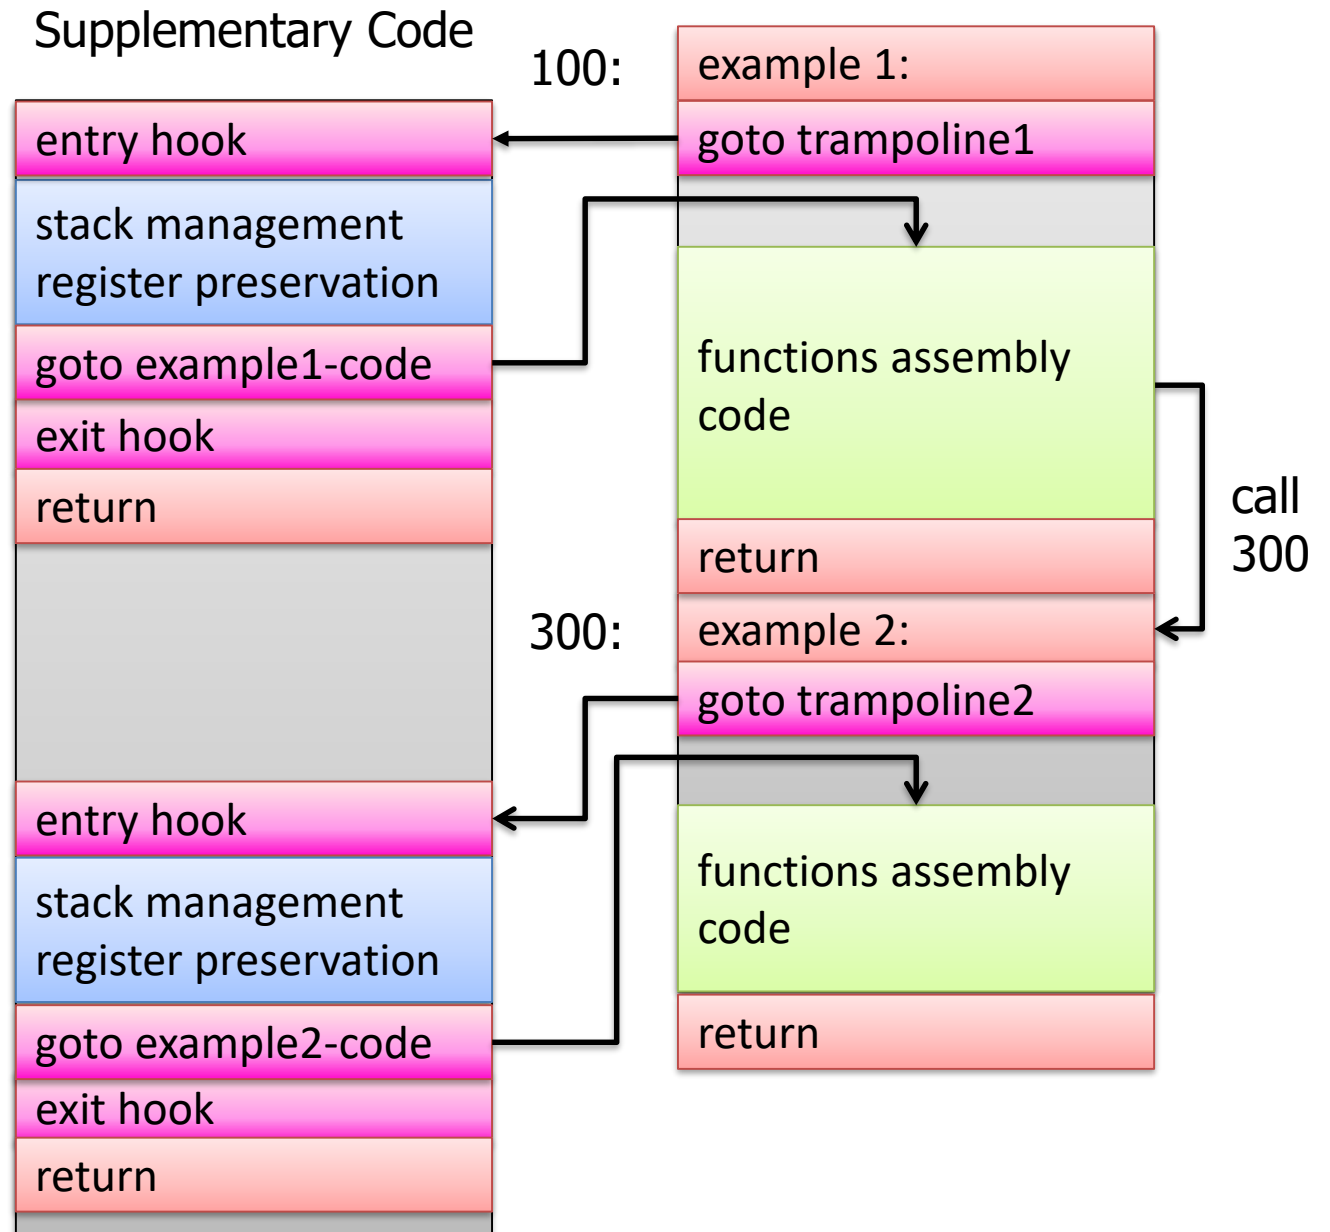 Supplementary Code
entry hook
stack management
register preservation
goto example1-code
exit hook
return
entry hook
stack management
register preservation
goto example2-code
exit hook
return
100:
example 1:
goto trampoline1
functions assembly
code
return
300:
example 2:
goto trampoline2
functions assembly
code
return
call
300